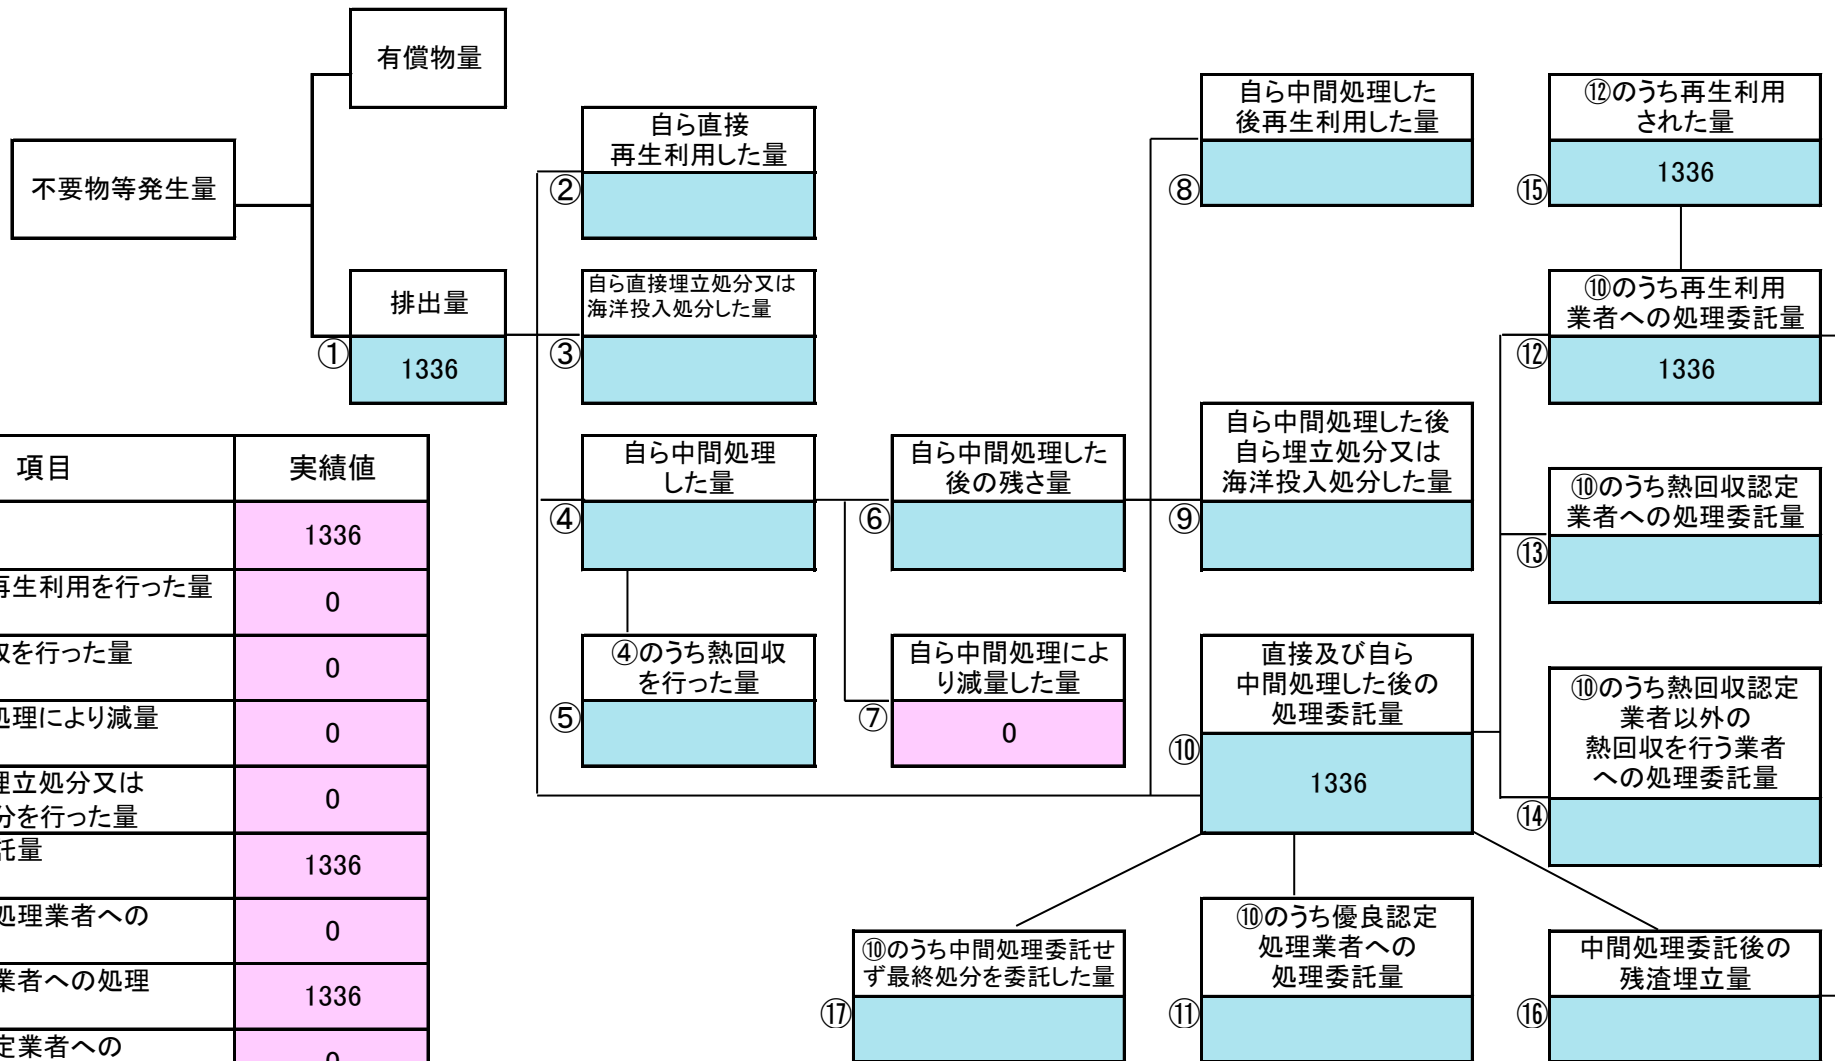 有償物量
不要物等発生量
排出量
①
1336
自ら直接
再生利用した量
②
自ら直接埋立処分又は
海洋投入処分した量
③
自ら中間処理
した量
④
④のうち熱回収
を行った量
⑤
自ら中間処理した
後の残さ量
⑥
自ら中間処理によ
り減量した量
⑦
0
自ら中間処理した
後再生利用した量
⑧
自ら中間処理した後
自ら埋立処分又は
海洋投入処分した量
⑨
直接及び自ら
中間処理した後の
処理委託量
⑩
1336
⑫のうち再生利用
された量
⑮
1336
⑩のうち再生利用
業者への処理委託量
⑫
1336
⑩のうち熱回収認定
業者への処理委託量
⑬
⑩のうち熱回収認定
業者以外の
熱回収を行う業者
への処理委託量
⑭
⑩のうち中間処理委託せ
ず最終処分を委託した量
⑰
⑩のうち優良認定
処理業者への
処理委託量
⑪
中間処理委託後の
残渣埋立量
⑯
項目 実績値
1336
再生利用を行った量 0
を行った量 0
処理により減量 0
埋立処分又は
分を行った量 0
託量 1336
処理業者への 0
業者への処理 1336
定業者への 0